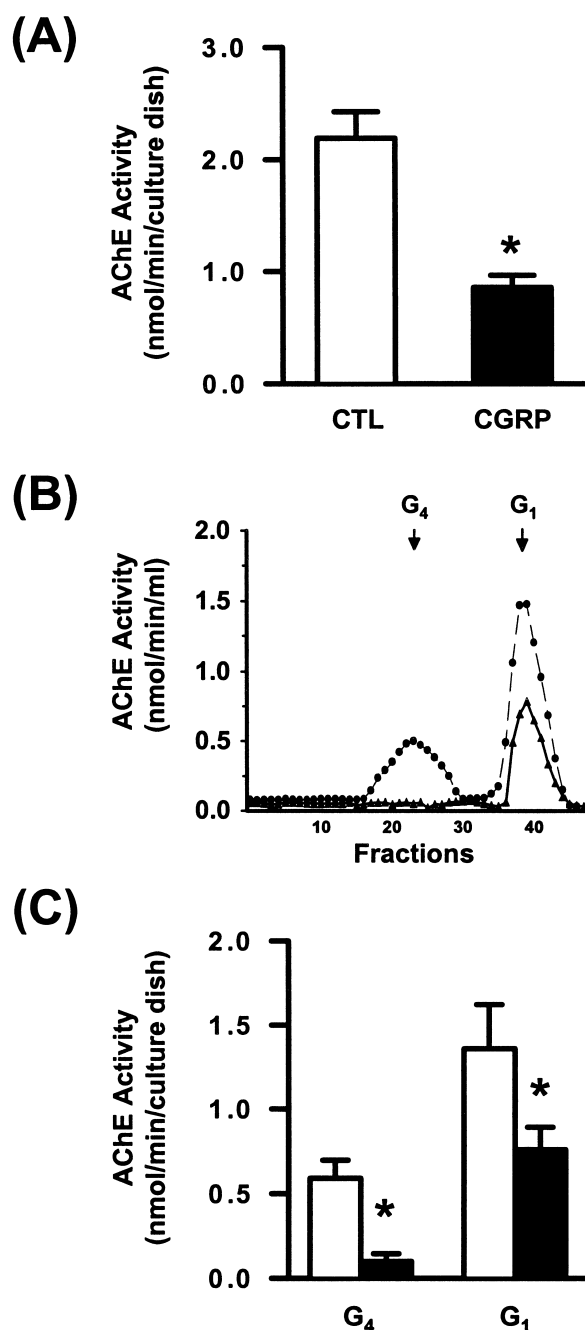 (A)
AChE Activity
(nmol/min/culture dish)
3.0
2.0
1.0
0.0
*
CTL CGRP
(B)
AChE Activity
(nmol/min/ml)
G4 G1
2.0
1.5
1.0
0.5
0.0
10 20 30 40
Fractions
(C)
AChE Activity
(nmol/min/culture dish)
2.0
1.5
1.0
0.5
0.0
* *
G4 G1